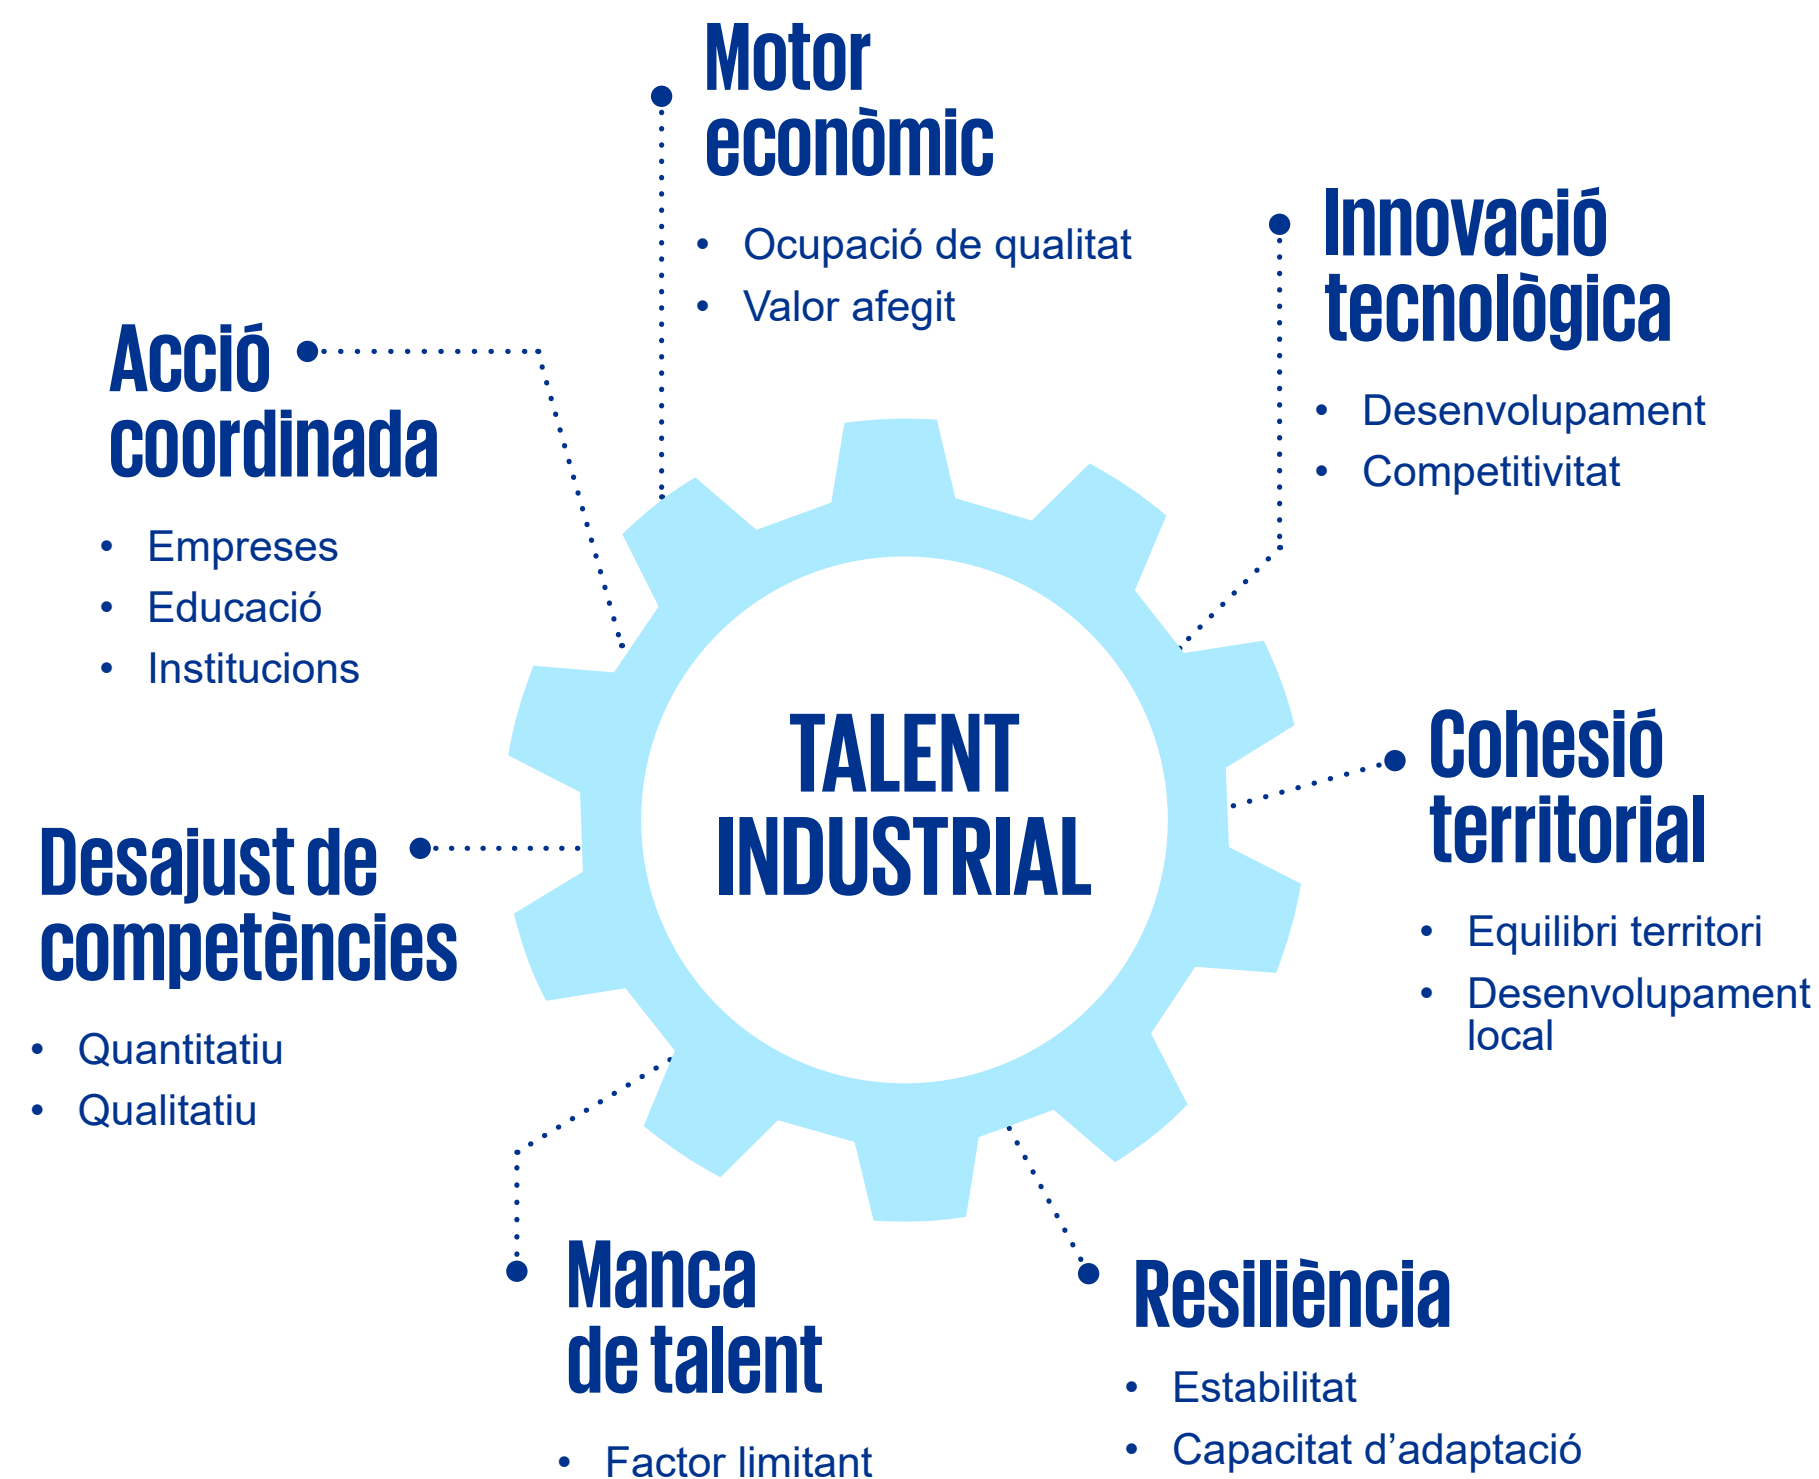 Motor
econòmic
• Ocupació de qualitat
• Valor afegit
Innovació
tecnològica
• Desenvolupament
• Competitivitat
Acció
coordinada
• Empreses
• Educació
• Institucions
TALENT
INDUSTRIAL
Cohesió
territorial
• Equilibri territori
• Desenvolupament
local
Desajust de
competències
• Quantitatiu
• Qualitatiu
Manca
de talent
• Factor limitant
Resiliència
• Estabilitat
• Capacitat d’adaptació